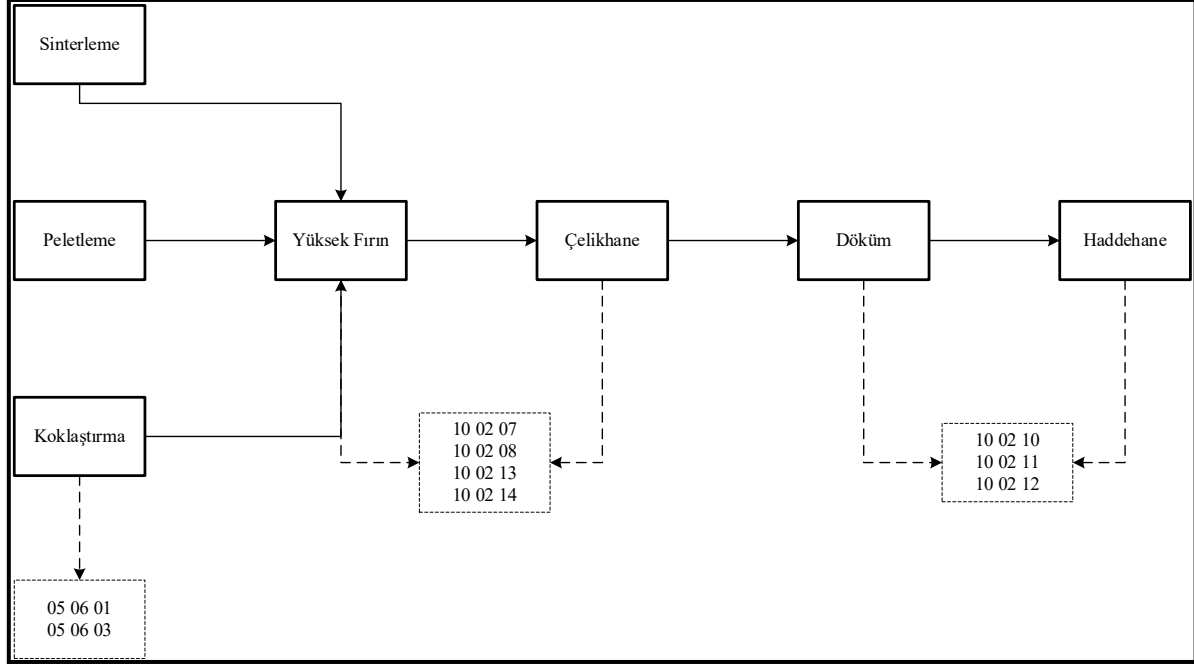 Sinterleme
Peletleme
Yüksek Fırın
Çelikhane
Döküm
Haddehane
Koklaştırma
10 02 07
10 02 08
10 02 13
10 02 14
10 02 10
10 02 11
10 02 12
05 06 01
05 06 03